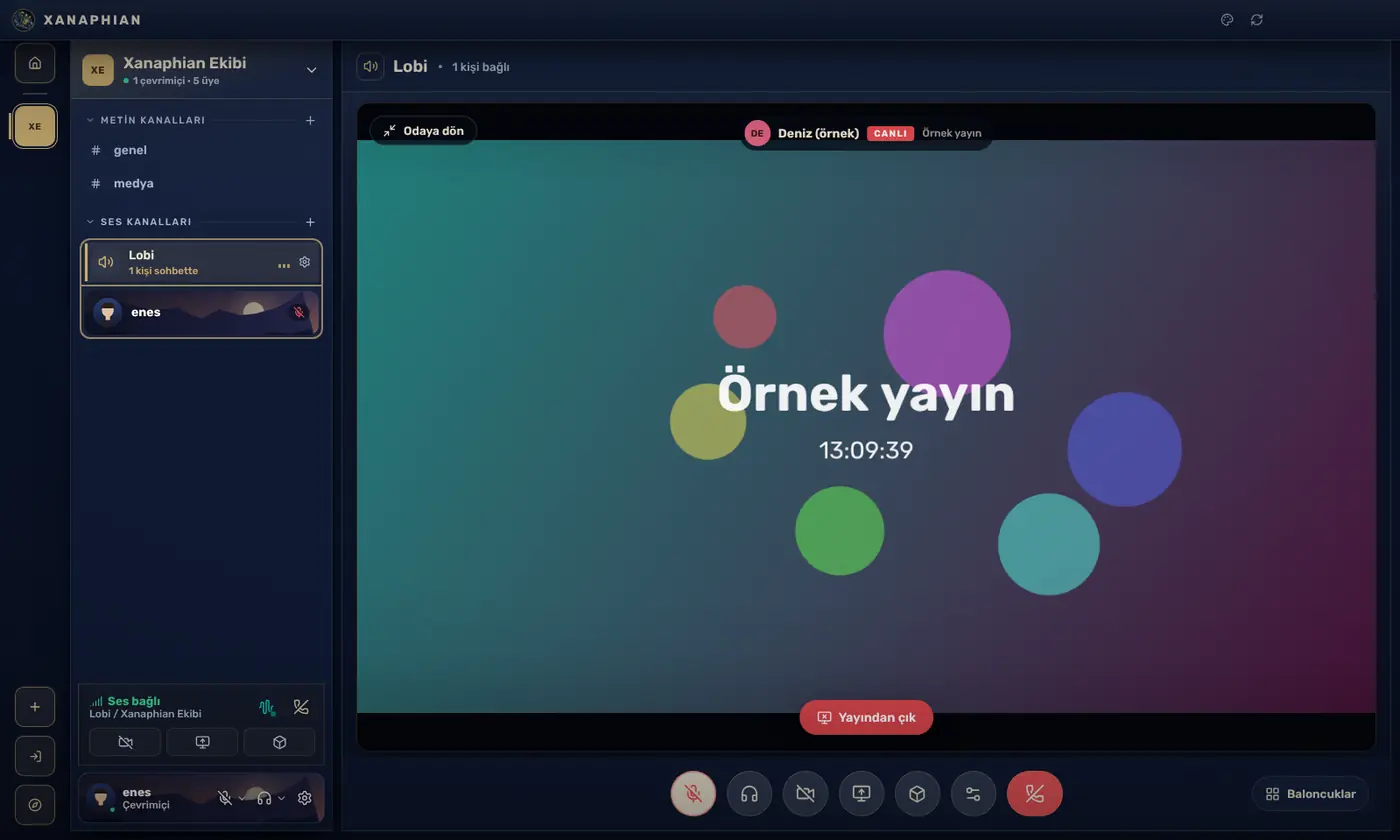 XANAPHIAN
XE
Xanaphian Ekibi
1 çevrimiçi • 5 üye
XE
METİN KANALLARI
# genel
# medya
SES KANALLARI
Lobi
1 kişi sohbette
enes
Ses bağlı
Lobi / Xanaphian Ekibi
enes
Çevrimiçi
Lobi • 1 kişi bağlı
Odaya dön
DE Deniz (örnek) CANLI Örnek yayın
Örnek yayın
13:09:39
Yayından çık
Baloncuklar